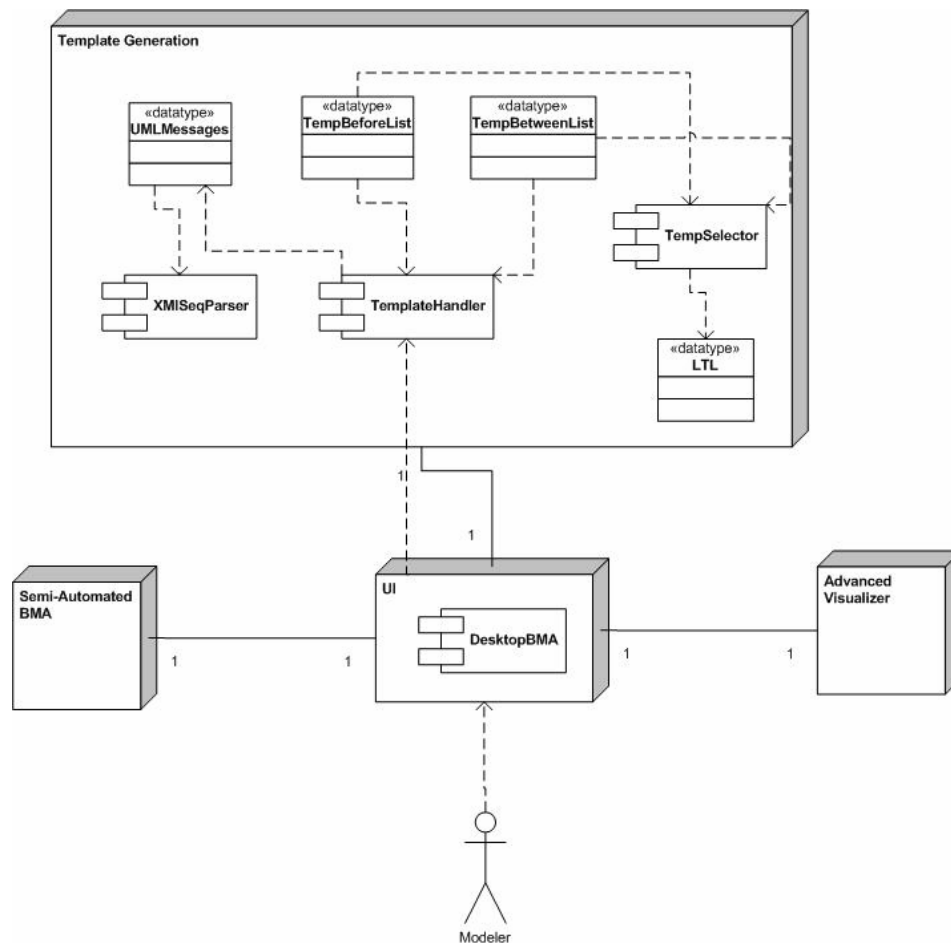 Template Generation
«datatype»
UMLMessages
«datatype»
TempBeforeList
«datatype»
TempBetweenList
TempSelector
XMISeqParser
TemplateHandler
«datatype»
LTL
1
1
Semi-Automated
BMA
UI
DesktopBMA
Advanced
Visualizer
1
1
1
1
Modeler